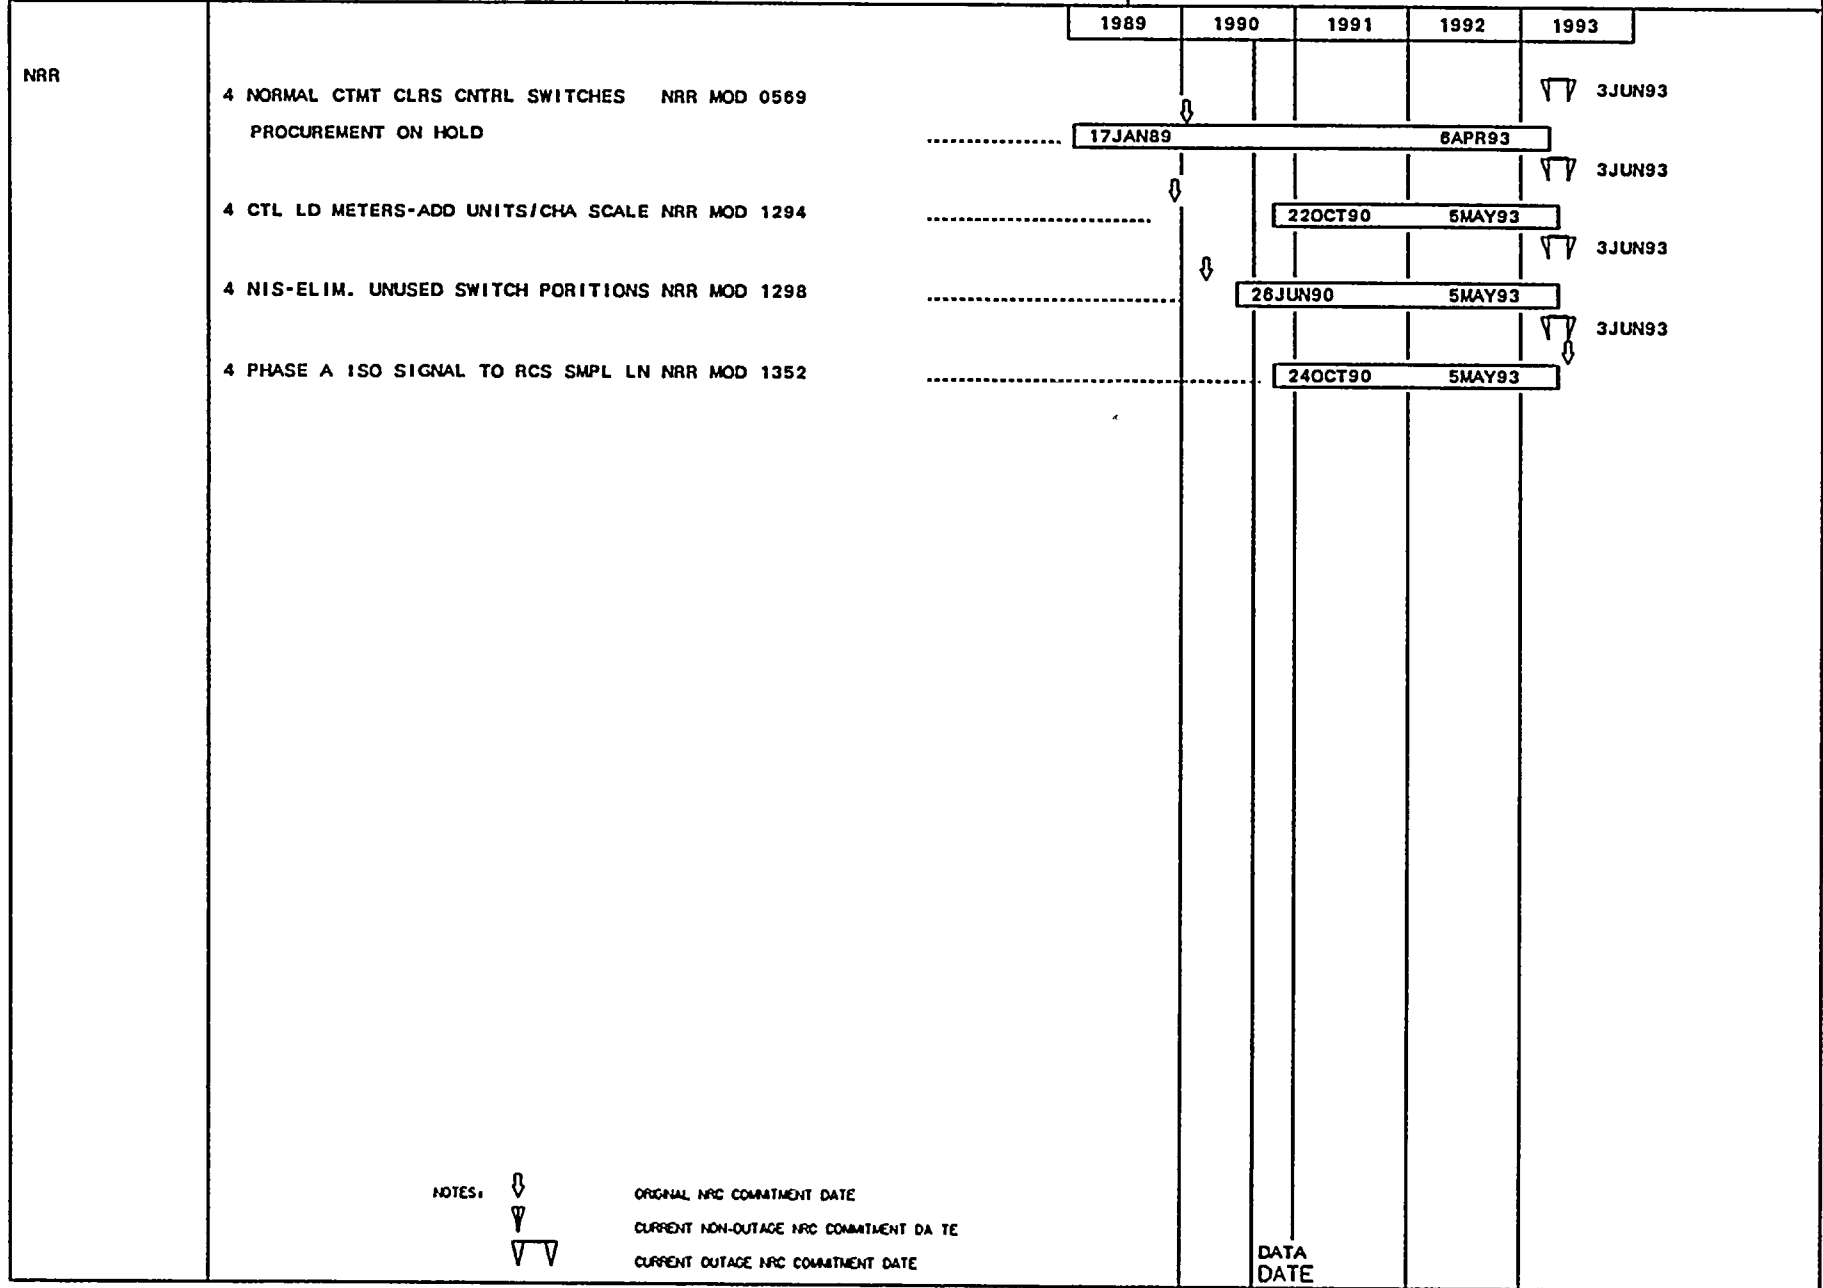 1989 1990 1991 1992 1993
NRR
4 NORMAL CTMT CLRS CNTRL SWITCHES NRR MOD 0569 3JUN93
PROCUREMENT ON HOLD 17JAN89 6APR93
3JUN93
4 CTL LD METERS-ADD UNITS/CHA SCALE NRR MOD 1294 22OCT90 5MAY93
3JUN93
4 NIS-ELIM. UNUSED SWITCH PORITIONS NRR MOD 1298 26JUN90 5MAY93
3JUN93
4 PHASE A ISO SIGNAL TO RCS SMPL LN NRR MOD 1352 24OCT90 5MAY93
NOTES: ORIGINAL NRC COMMITMENT DATE
CURRENT NON-OUTAGE NRC COMMITMENT DA TE
CURRENT OUTAGE NRC COMMITMENT DATE
DATA
DATE